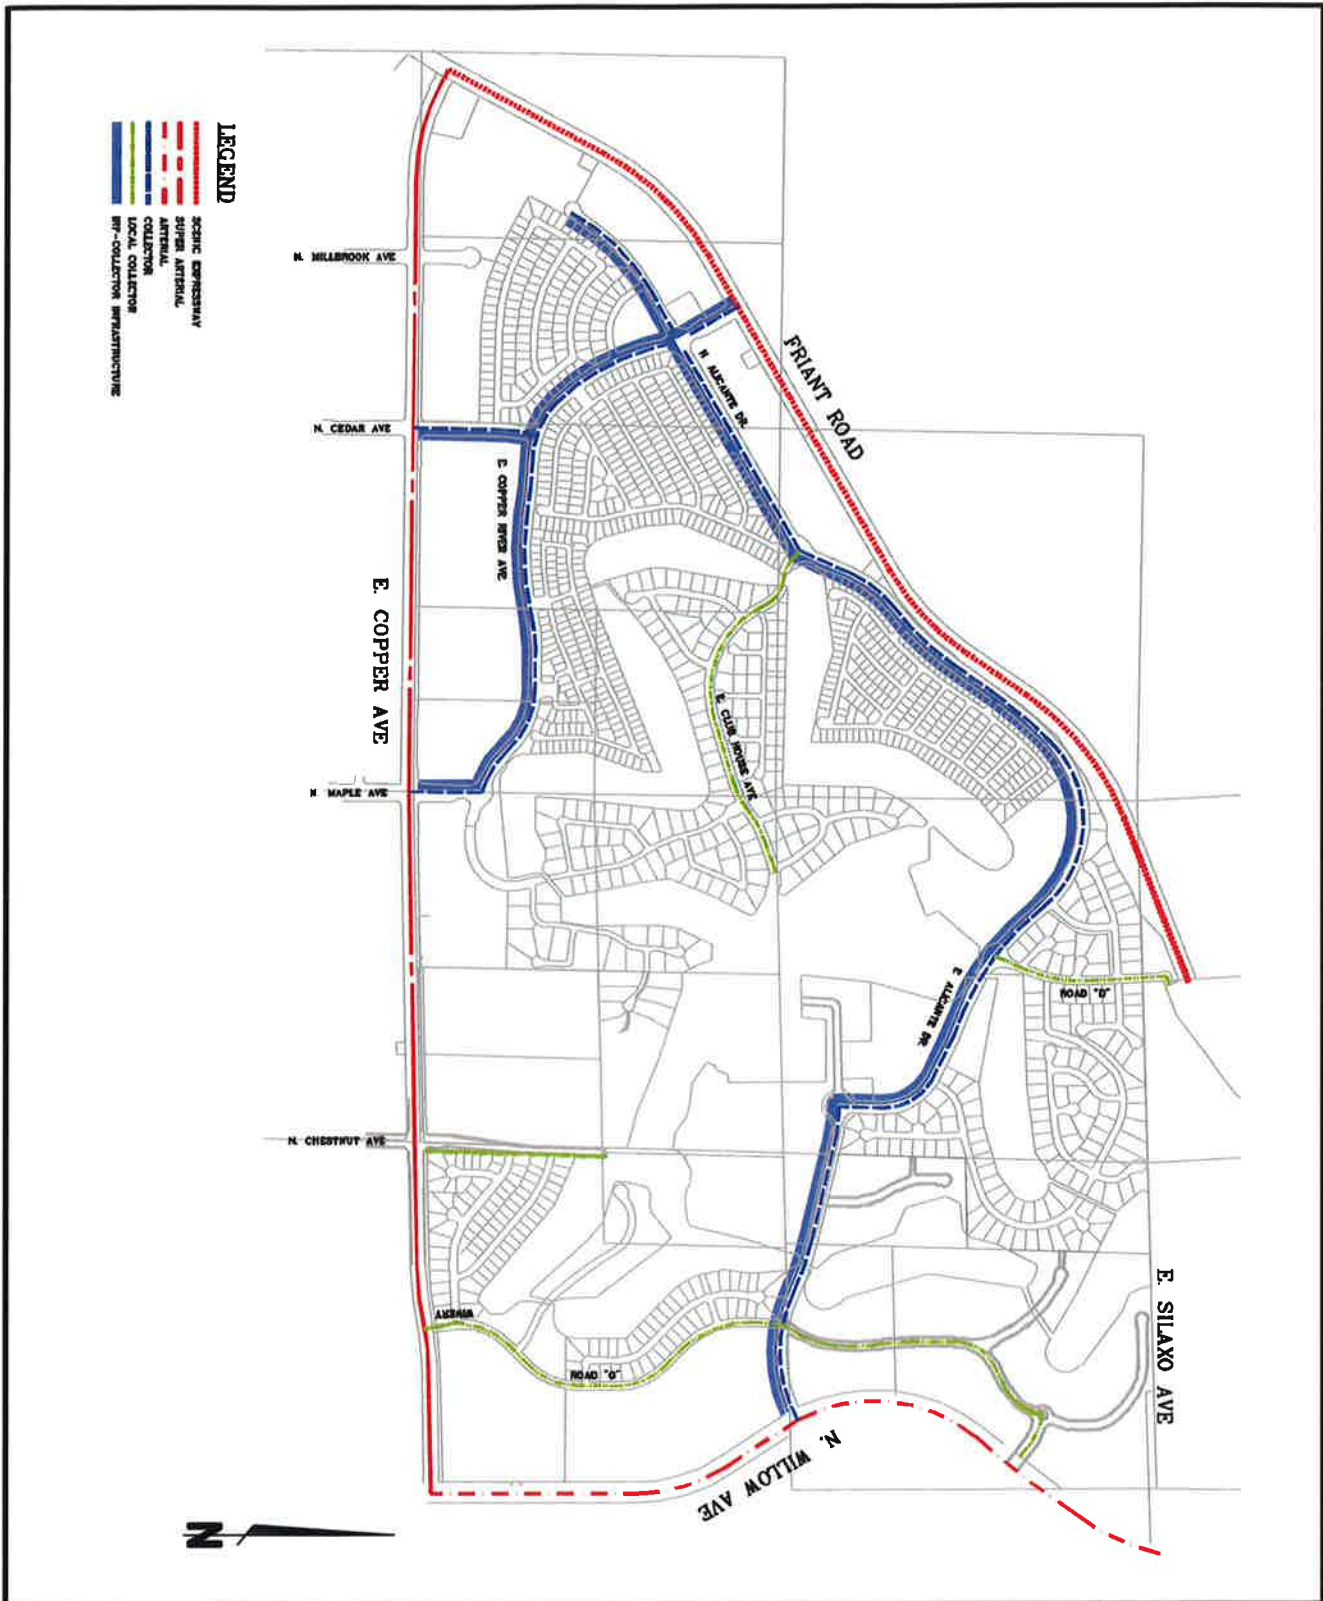 LEGEND
SCENIC EXPRESSWAY
SUPER ARTERIAL
ARTERIAL
COLLECTOR
LOCAL COLLECTOR
INF-COLLECTOR INFRASTRUCTURE
N. MILLBROOK AVE
N. CEDAR AVE
N MAPLE AVE
N. CHESTNUT AVE
E. COPPER AVE
E. COPPER RIVER AVE.
N ALICANTE DR.
FRIANT ROAD
E. CLUB HOUSE AVE
E. ALICANTE DR.
ROAD "D"
WINERY
ROAD "G"
N. WILLOW AVE
E. SILAXO AVE
N